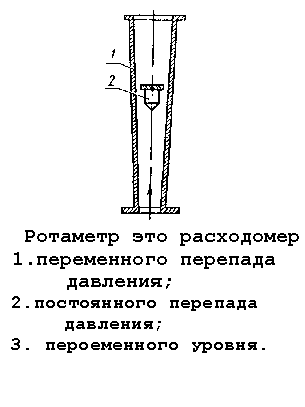 1
2
Ротаметр это расходомер
1.переменного перепада
давления;
2.постоянного перепада
давления;
3. пероеменного уровня.